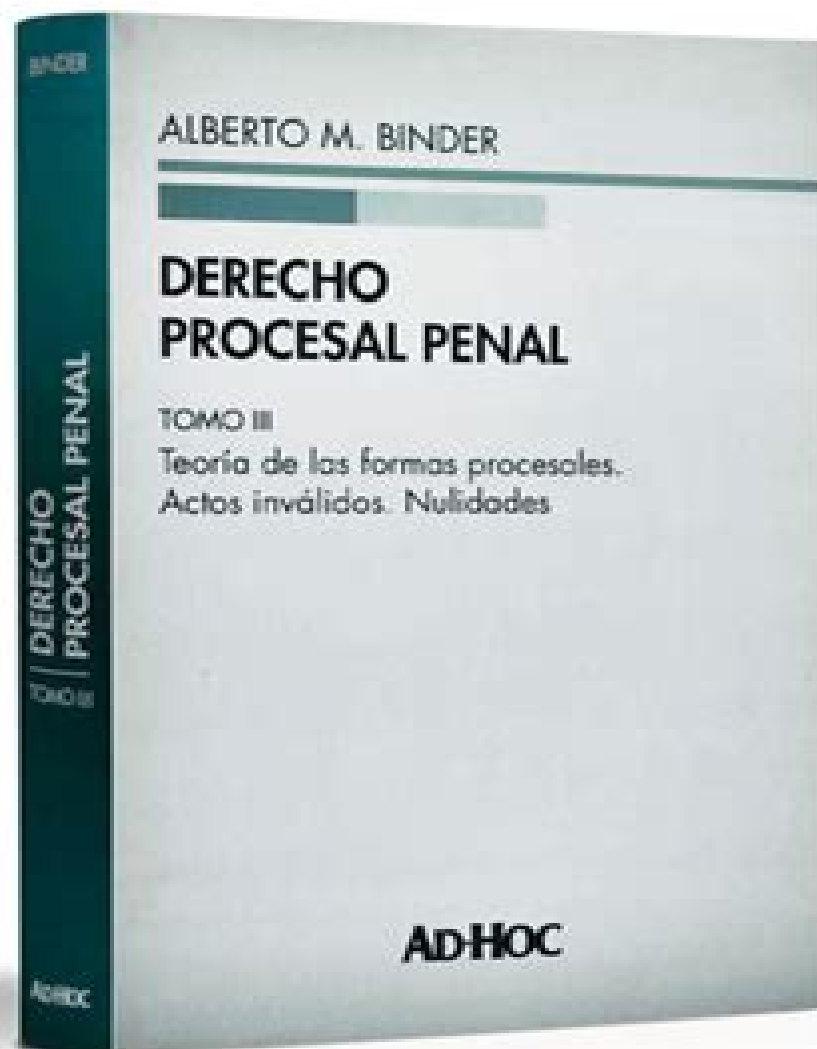 BINDER
DERECHO
PROCESAL PENAL
TOMO III
AD-HOC
ALBERTO M. BINDER
DERECHO
PROCESAL PENAL
TOMO III
Teoría de las formas procesales.
Actos inválidos. Nulidades
AD-HOC